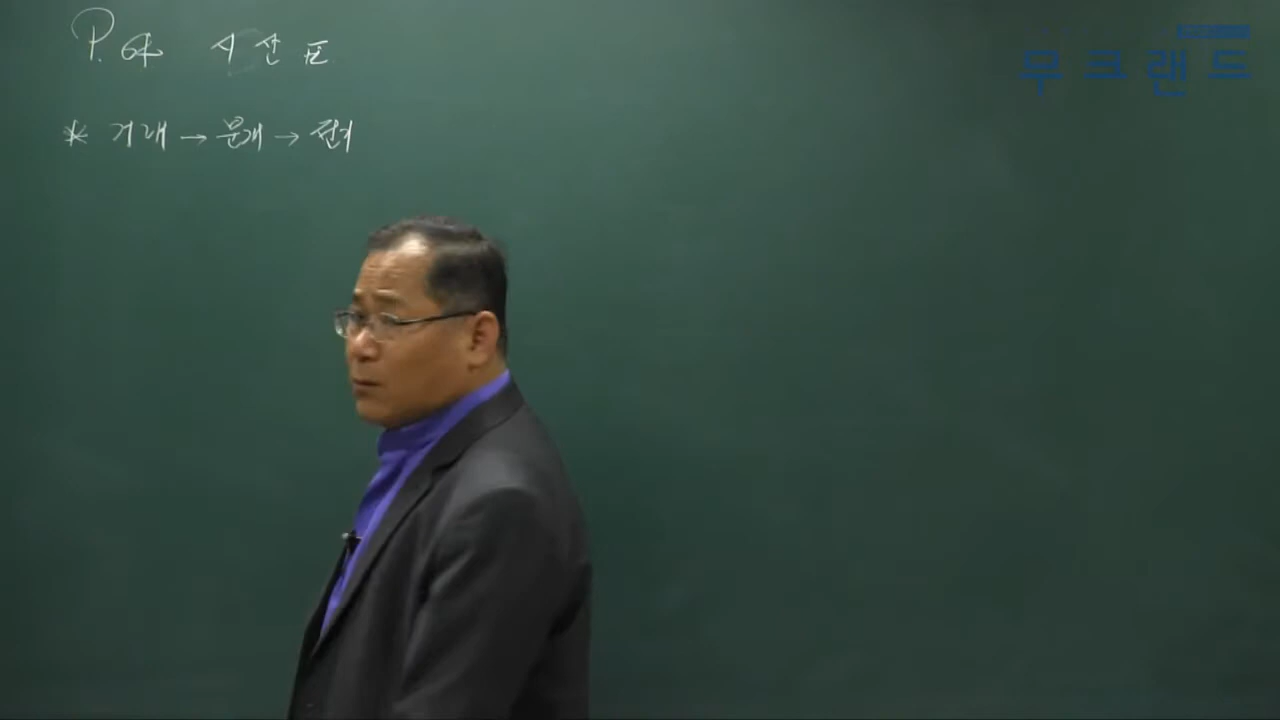 P. 64 시산표
* 거래 → 분개 → 전기
무크랜드